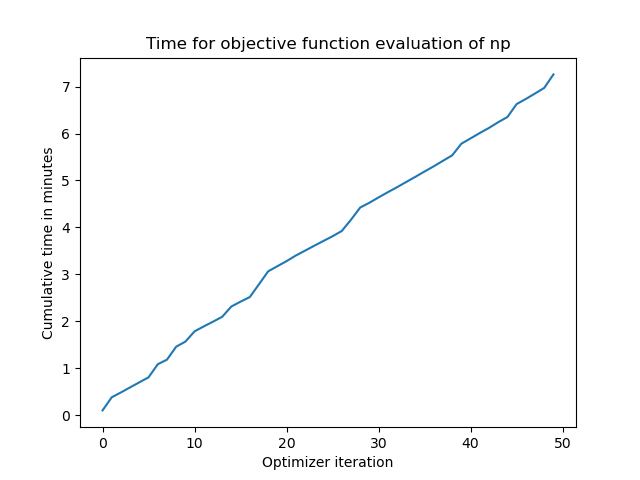 Time for objective function evaluation of np
7
6
5
4
3
2
1
0
Cumulative time in minutes
0 10 20 30 40 50
Optimizer iteration